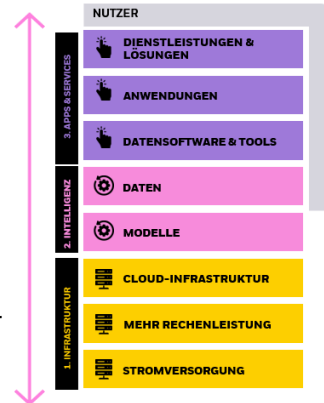 NUTZER
3. APPS & SERVICES
DIENSTLEISTUNGEN &
LÖSUNGEN
ANWENDUNGEN
DATENSOFTWARE & TOOLS
2. INTELLIGENZ
DATEN
MODELLE
1. INFRASTRUKTUR
CLOUD-INFRASTRUKTUR
MEHR RECHENLEISTUNG
STROMVERSORGUNG